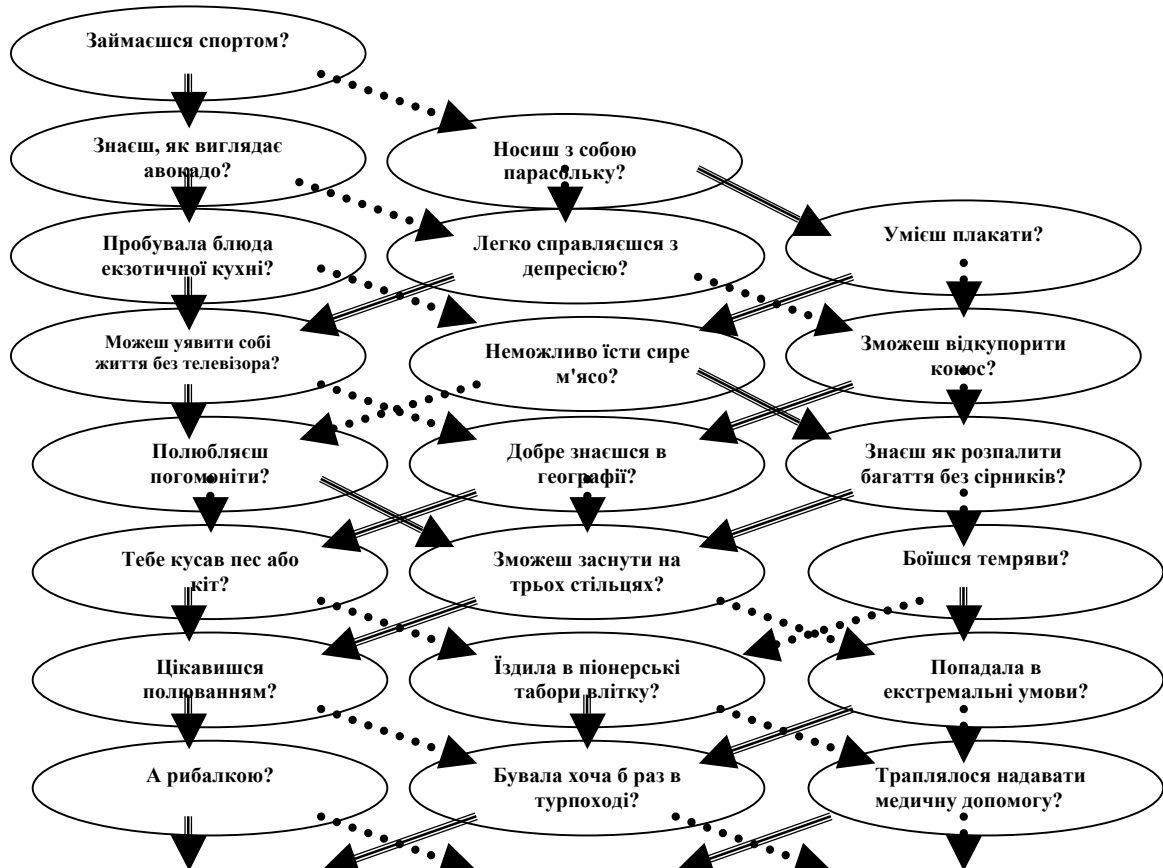 Займаєшся спортом?
Знаєш, як виглядає
авокадо?
Носиш з собою
парасольку?
Пробувала блюда
екзотичної кухні?
Легко справляєшся з
депресією?
Умієш плакати?
Можеш уявити собі
життя без телевізора?
Неможливо їсти сире
м'ясо?
Зможеш відкупорити
кокос?
Полюбляєш
погомоніти?
Добре знаєшся в
географії?
Знаєш як розпалити
багаття без сірників?
Тебе кусав пес або
кіт?
Зможеш заснути на
трьох стільцях?
Боїшся темряви?
Цікавишся
полюванням?
Їздила в піонерські
табори влітку?
Попадала в
екстремальні умови?
А рибалкою?
Бувала хоча б раз в
турпоході?
Траплялося надавати
медичну допомогу?